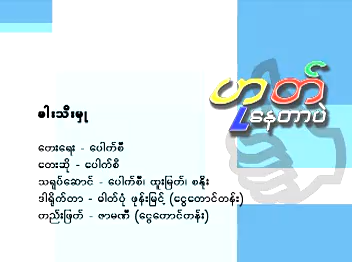 ဟုတ်
နေတာပဲ
ဓါးသီးမှု
တေးရေး - ပေါက်စီ
တေးဆို - ပေါက်စီ
သရုပ်ဆောင် - ပေါက်စီ၊ ထူးမြတ်၊ စနိုး
ဒါရိုက်တာ - ဓါတ်ပုံ ဖုန်းမြင့် (ငွေတောင်တန်း)
တည်းဖြတ် - ဇာမဏီ (ငွေတောင်တန်း)